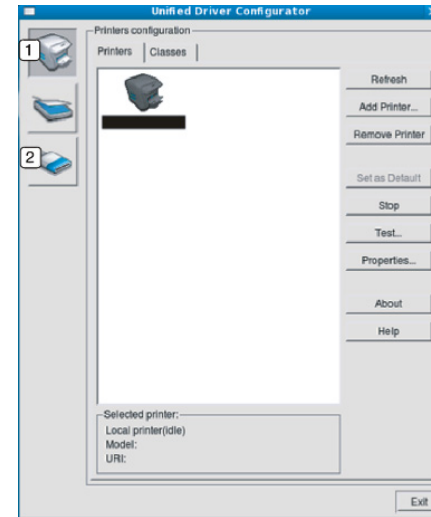 Unified Driver Configurator
1
2
Printers configuration
Printers
Classes
Refresh
Add Printer...
Remove Printer
Set as Default
Stop
Test...
Properties...
About
Help
Selected printer:
Local printer(idle)
Model:
URI:
Exit